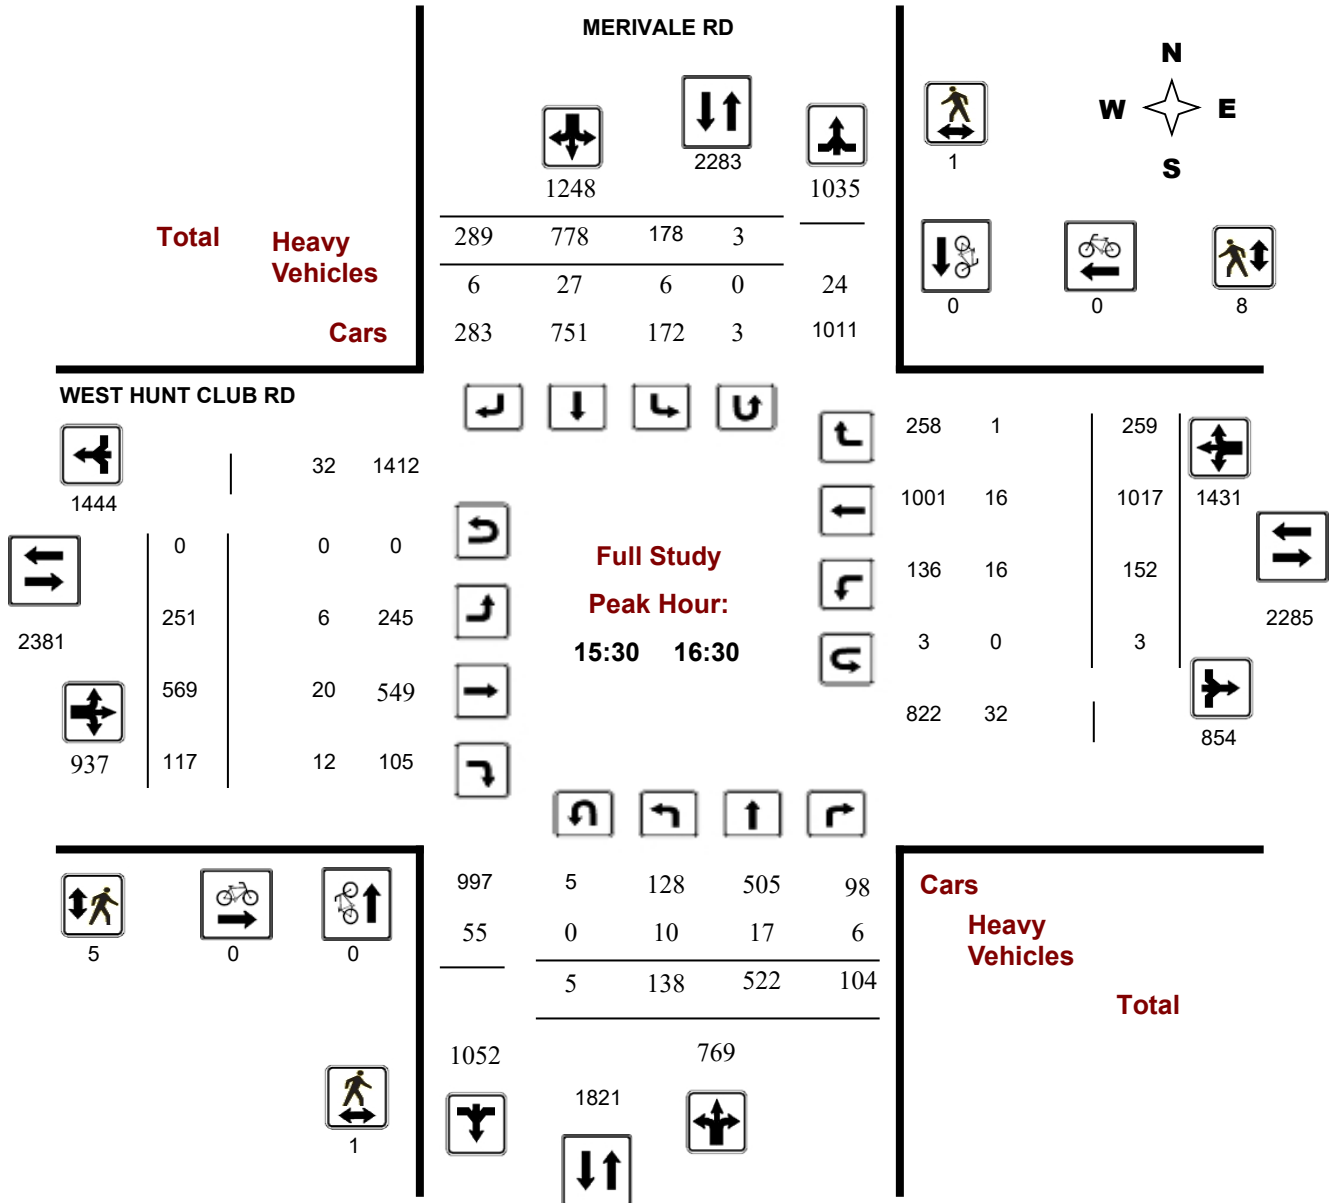 MERIVALE RD
N
W E
S
2283
1
1248 1035
Total Heavy Vehicles
289 778 178 3
6 27 6 0 24
0 0 8
Cars 283 751 172 3 1011
WEST HUNT CLUB RD
258 1 259
32 1412
1444
1001 16 1017 1431
0 0 0
Full Study
136 16 152
Peak Hour:
251 6 245
2285
2381
15:30 16:30
3 0 3
569 20 549
822 32
854
937 117 12 105
997 5 128 505 98
Cars
55 0 10 17 6
Heavy
Vehicles
5 0 0
5 138 522 104
Total
1052 769
1821
1